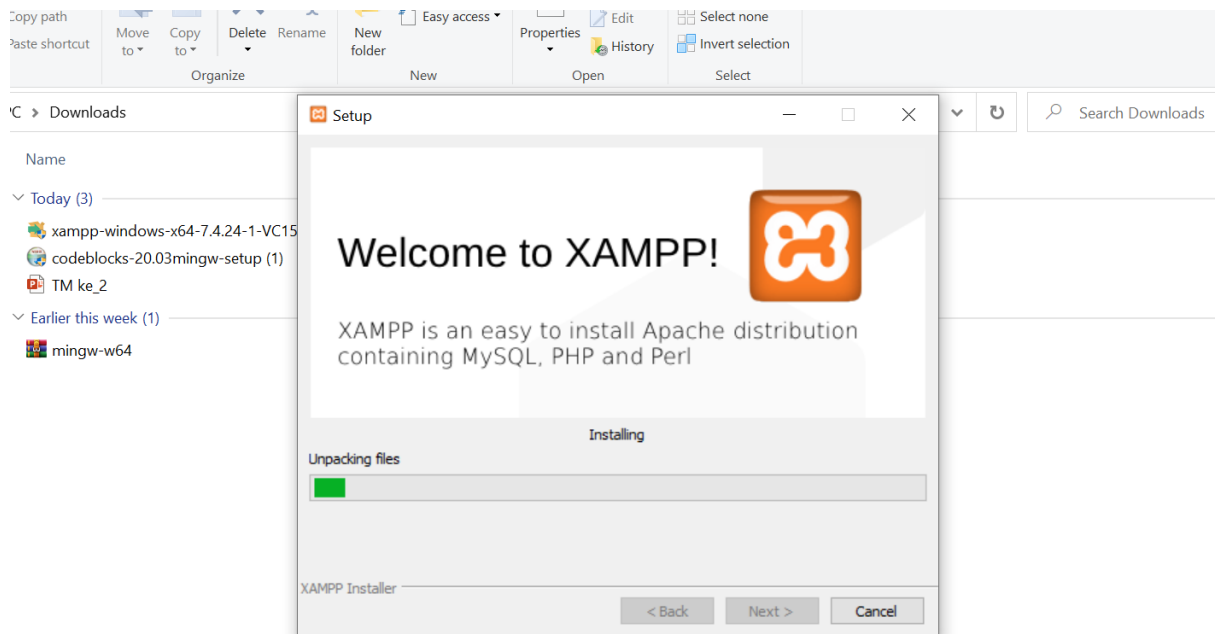 Copy path
Paste shortcut
Move to
Copy to
Delete
Rename
New folder
Easy access
Properties
Edit
History
Select none
Invert selection
Organize
New
Open
Select
PC > Downloads
Search Downloads
Name
Today (3)
xampp-windows-x64-7.4.24-1-VC15
codeblocks-20.03mingw-setup (1)
TM ke_2
Earlier this week (1)
mingw-w64
Setup
Welcome to XAMPP!
XAMPP is an easy to install Apache distribution
containing MySQL, PHP and Perl
Installing
Unpacking files
XAMPP Installer
< Back
Next >
Cancel